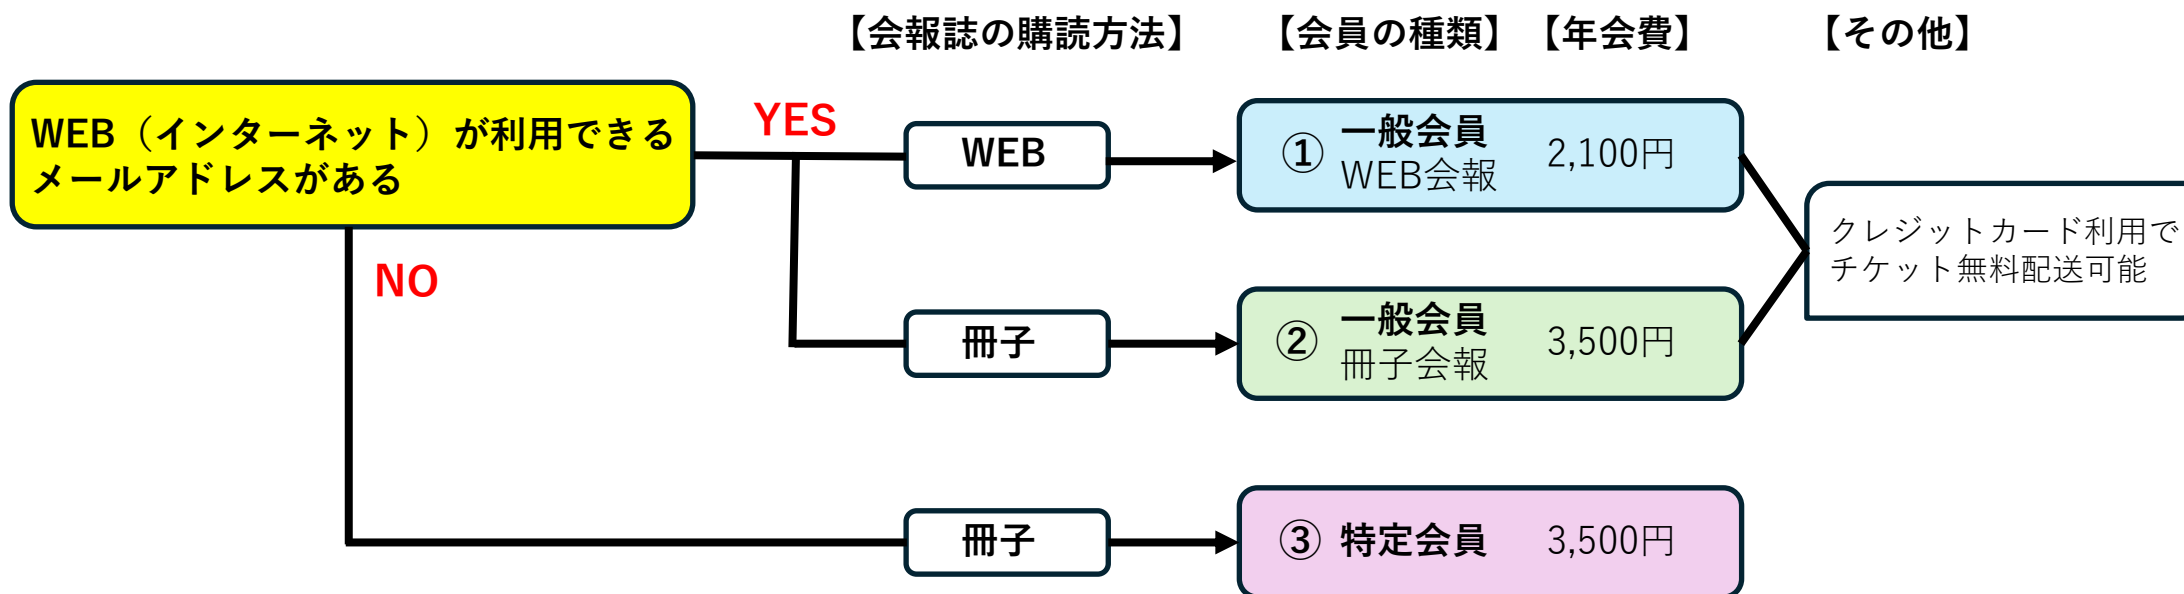 【会報誌の購読方法】 【会員の種類】 【年会費】 【その他】
WEB（インターネット）が利用できる
メールアドレスがある
YES
WEB
① 一般会員 2,100円
WEB会報
クレジットカード利用で
チケット無料配送可能
NO
冊子
② 一般会員 3,500円
冊子会報
冊子
③ 特定会員 3,500円